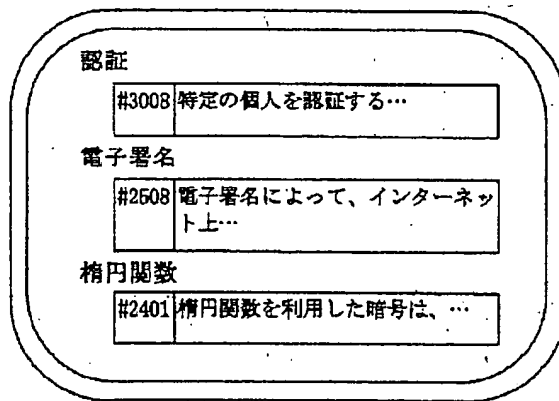 認証
#3008 特定の個人を認証する…
電子署名
#2508 電子署名によって、インターネッ
ト上…
楕円関数
#2401 楕円関数を利用した暗号は、…